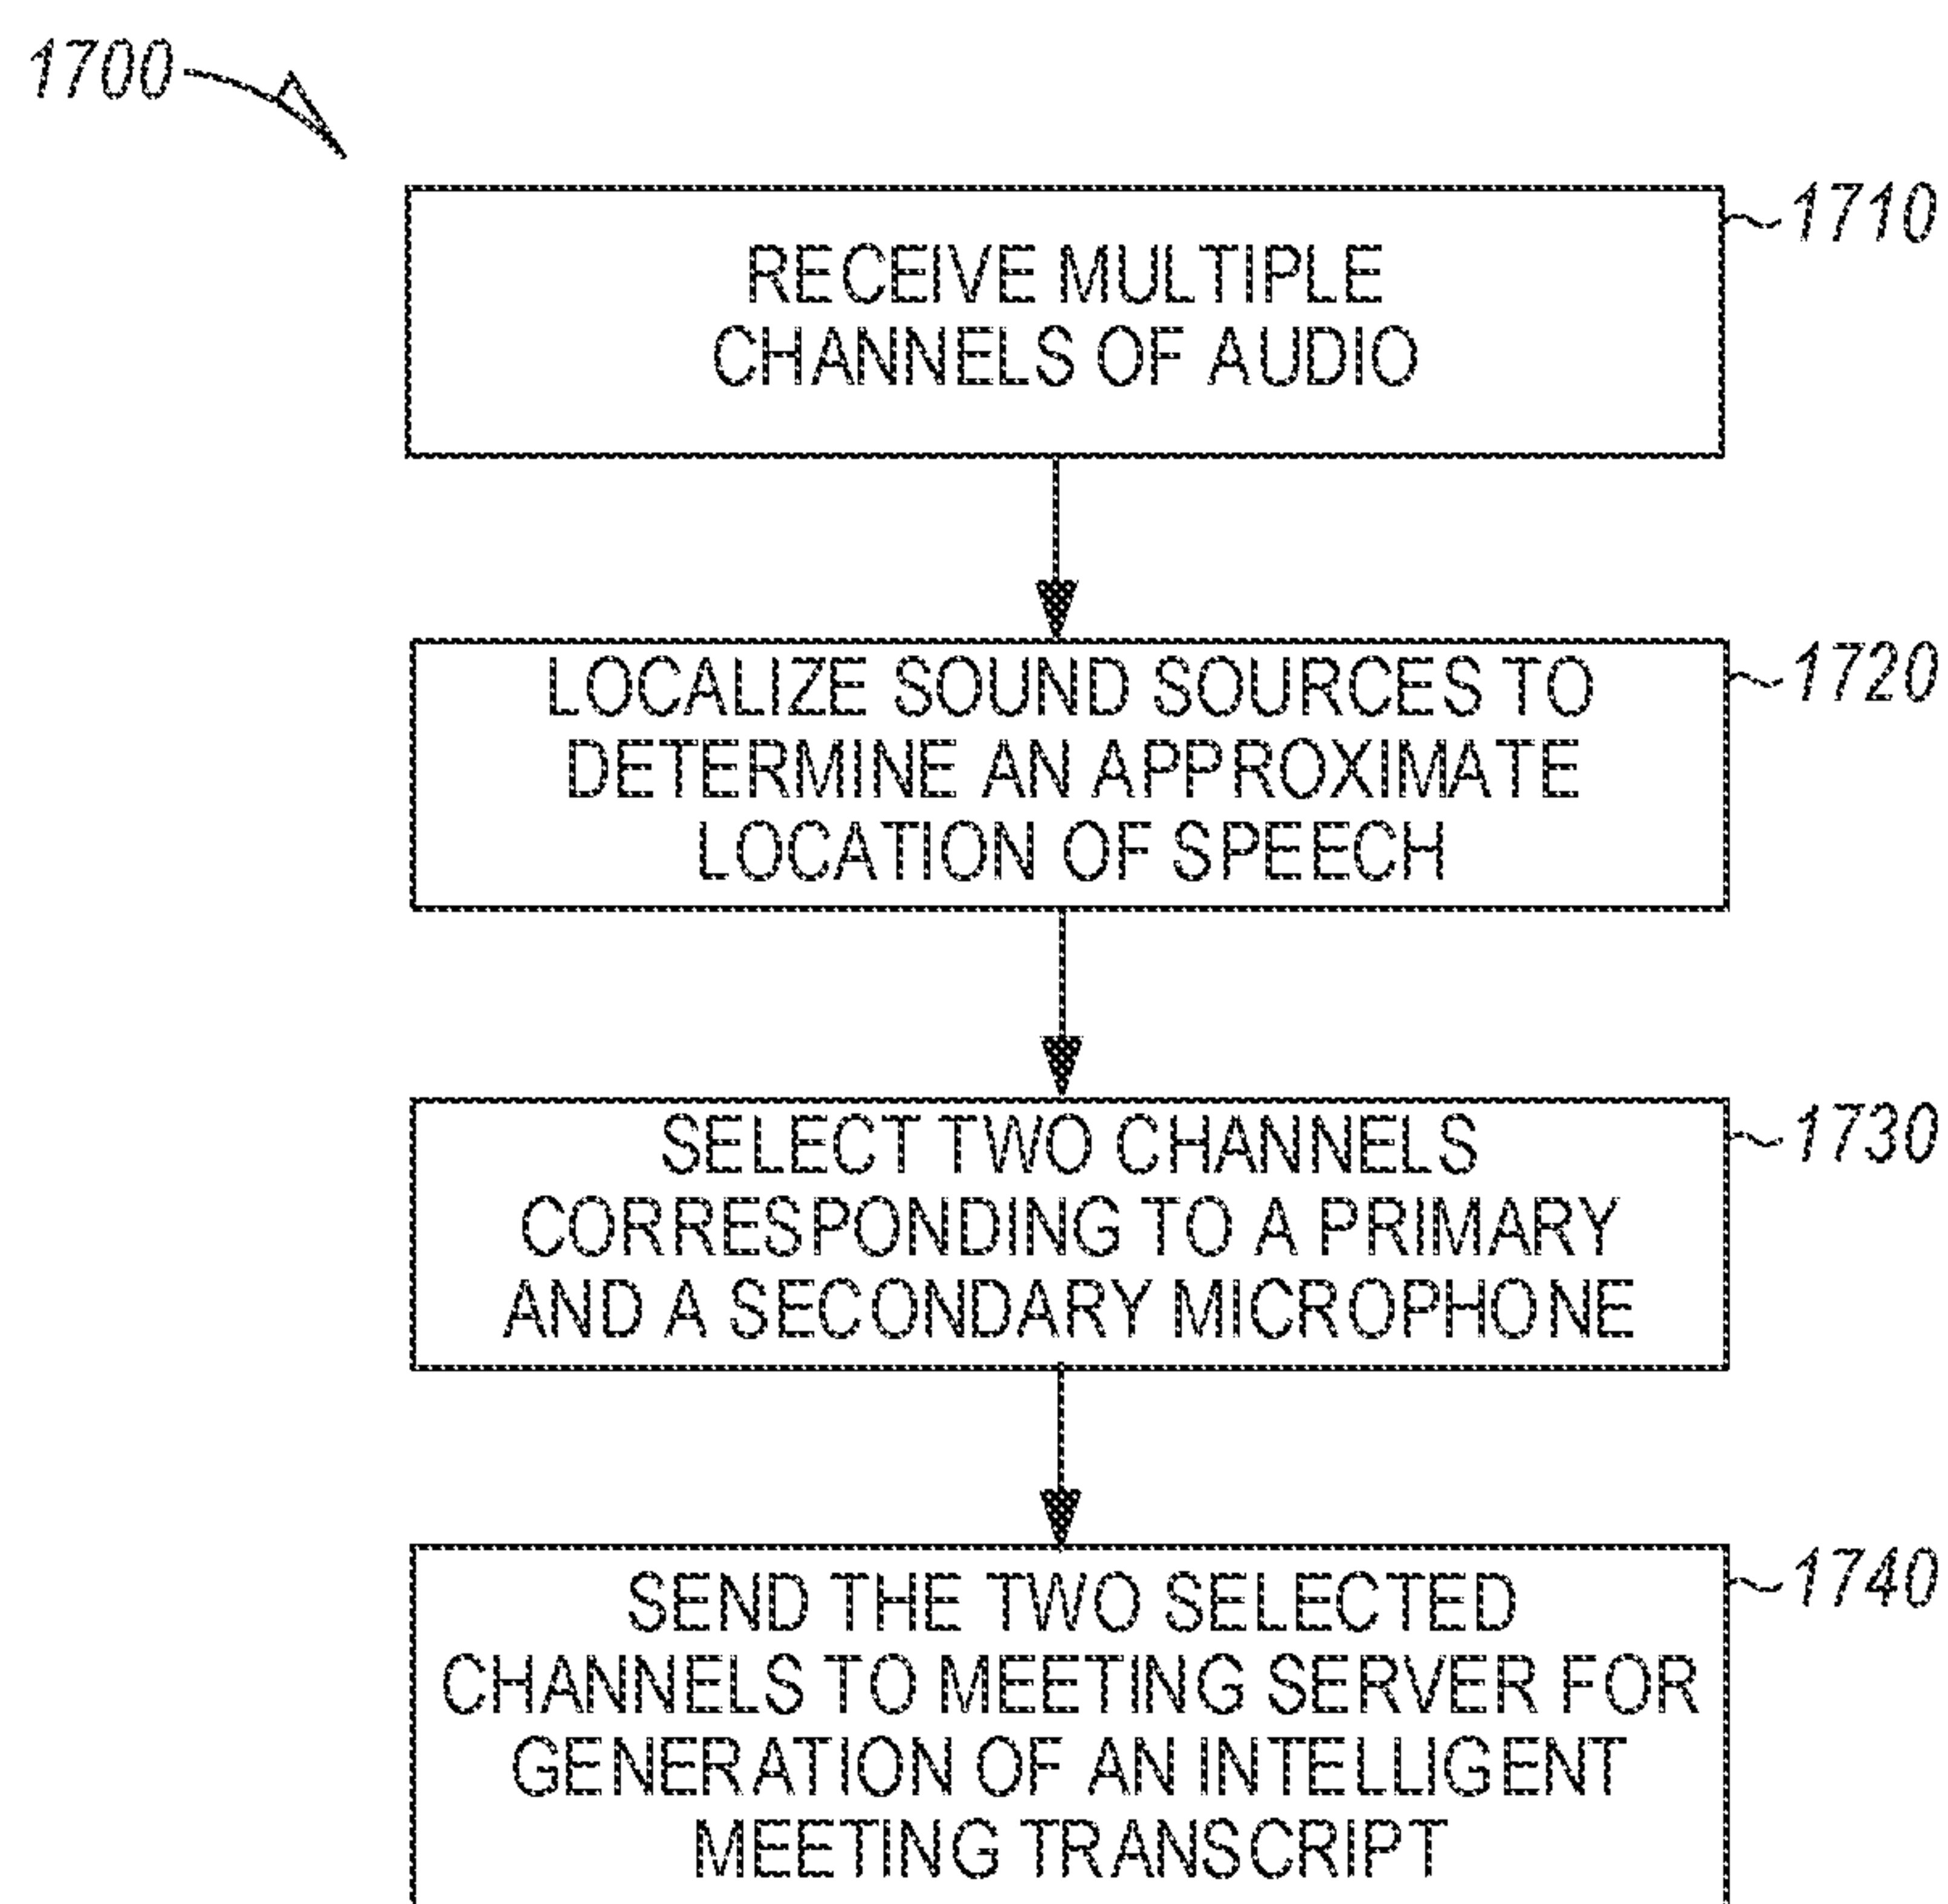 1700
1710
RECEIVE MULTIPLE
CHANNELS OF AUDIO
1720
LOCALIZE SOUND SOURCES TO
DETERMINE AN APPROXIMATE
LOCATION OF SPEECH
1730
SELECT TWO CHANNELS
CORRESPONDING TO A PRIMARY
AND A SECONDARY MICROPHONE
1740
SEND THE TWO SELECTED
CHANNELS TO MEETING SERVER FOR
GENERATION OF AN INTELLIGENT
MEETING TRANSCRIPT